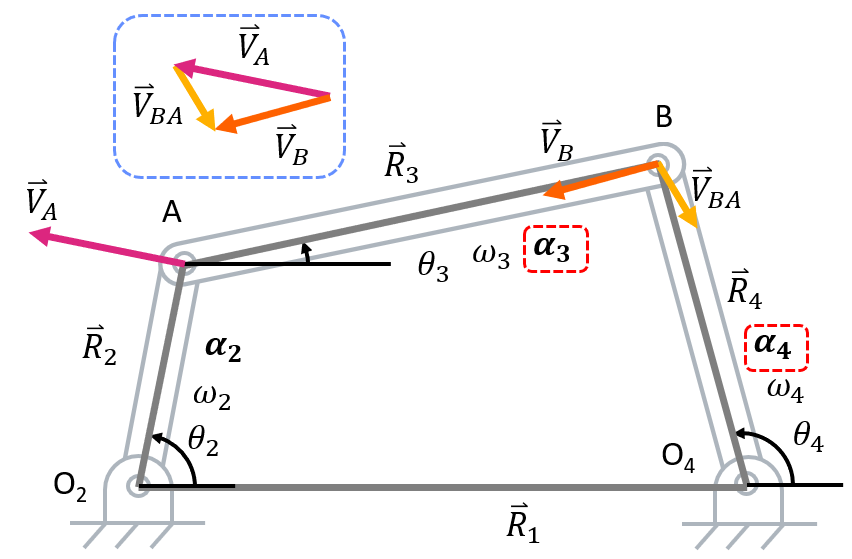 V⃗_A
V⃗_BA
V⃗_B
B
V⃗_B
R⃗_3
V⃗_BA
V⃗_A
A
θ_3
ω_3
α_3
R⃗_4
R⃗_2
α_2
α_4
ω_2
ω_4
θ_2
θ_4
O_2
O_4
R⃗_1